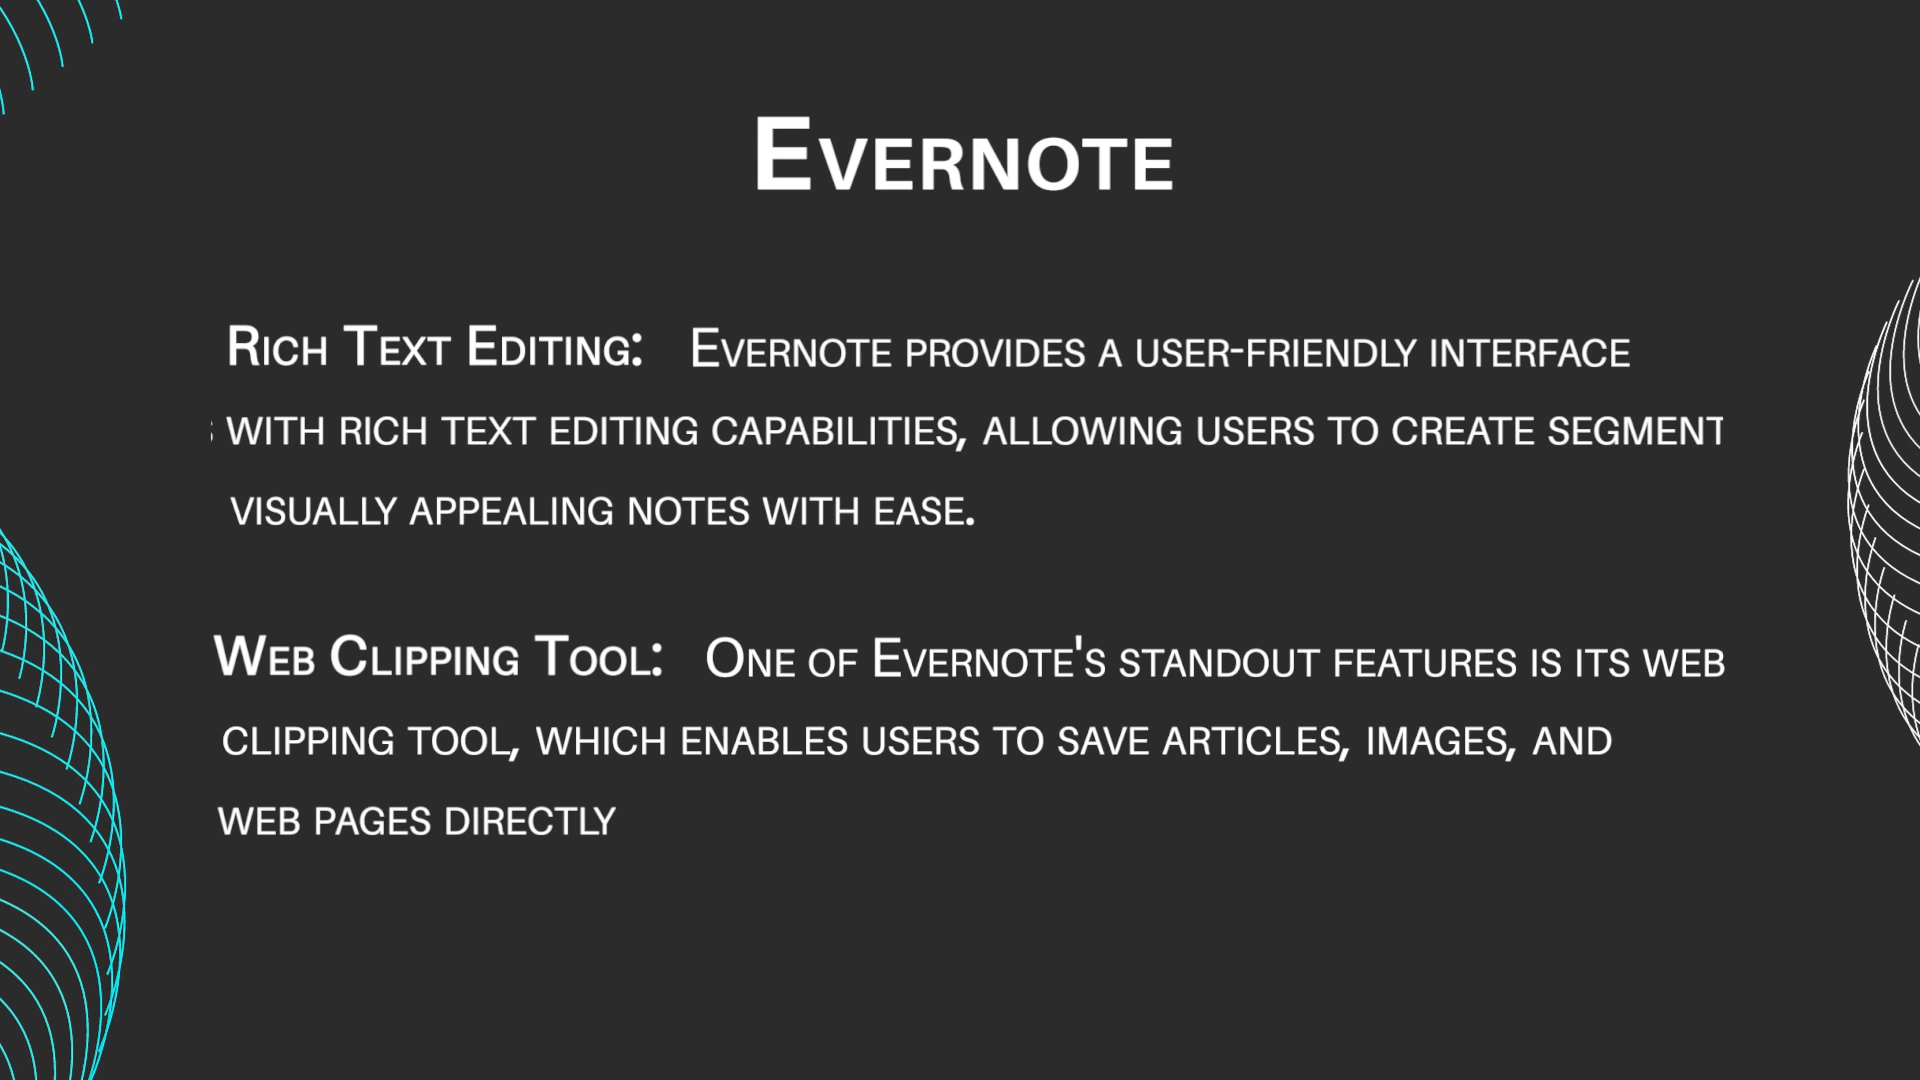 Evernote
Rich Text Editing: Evernote provides a user-friendly interface
with rich text editing capabilities, allowing users to create segment
visually appealing notes with ease.
Web Clipping Tool: One of Evernote's standout features is its web
clipping tool, which enables users to save articles, images, and
web pages directly